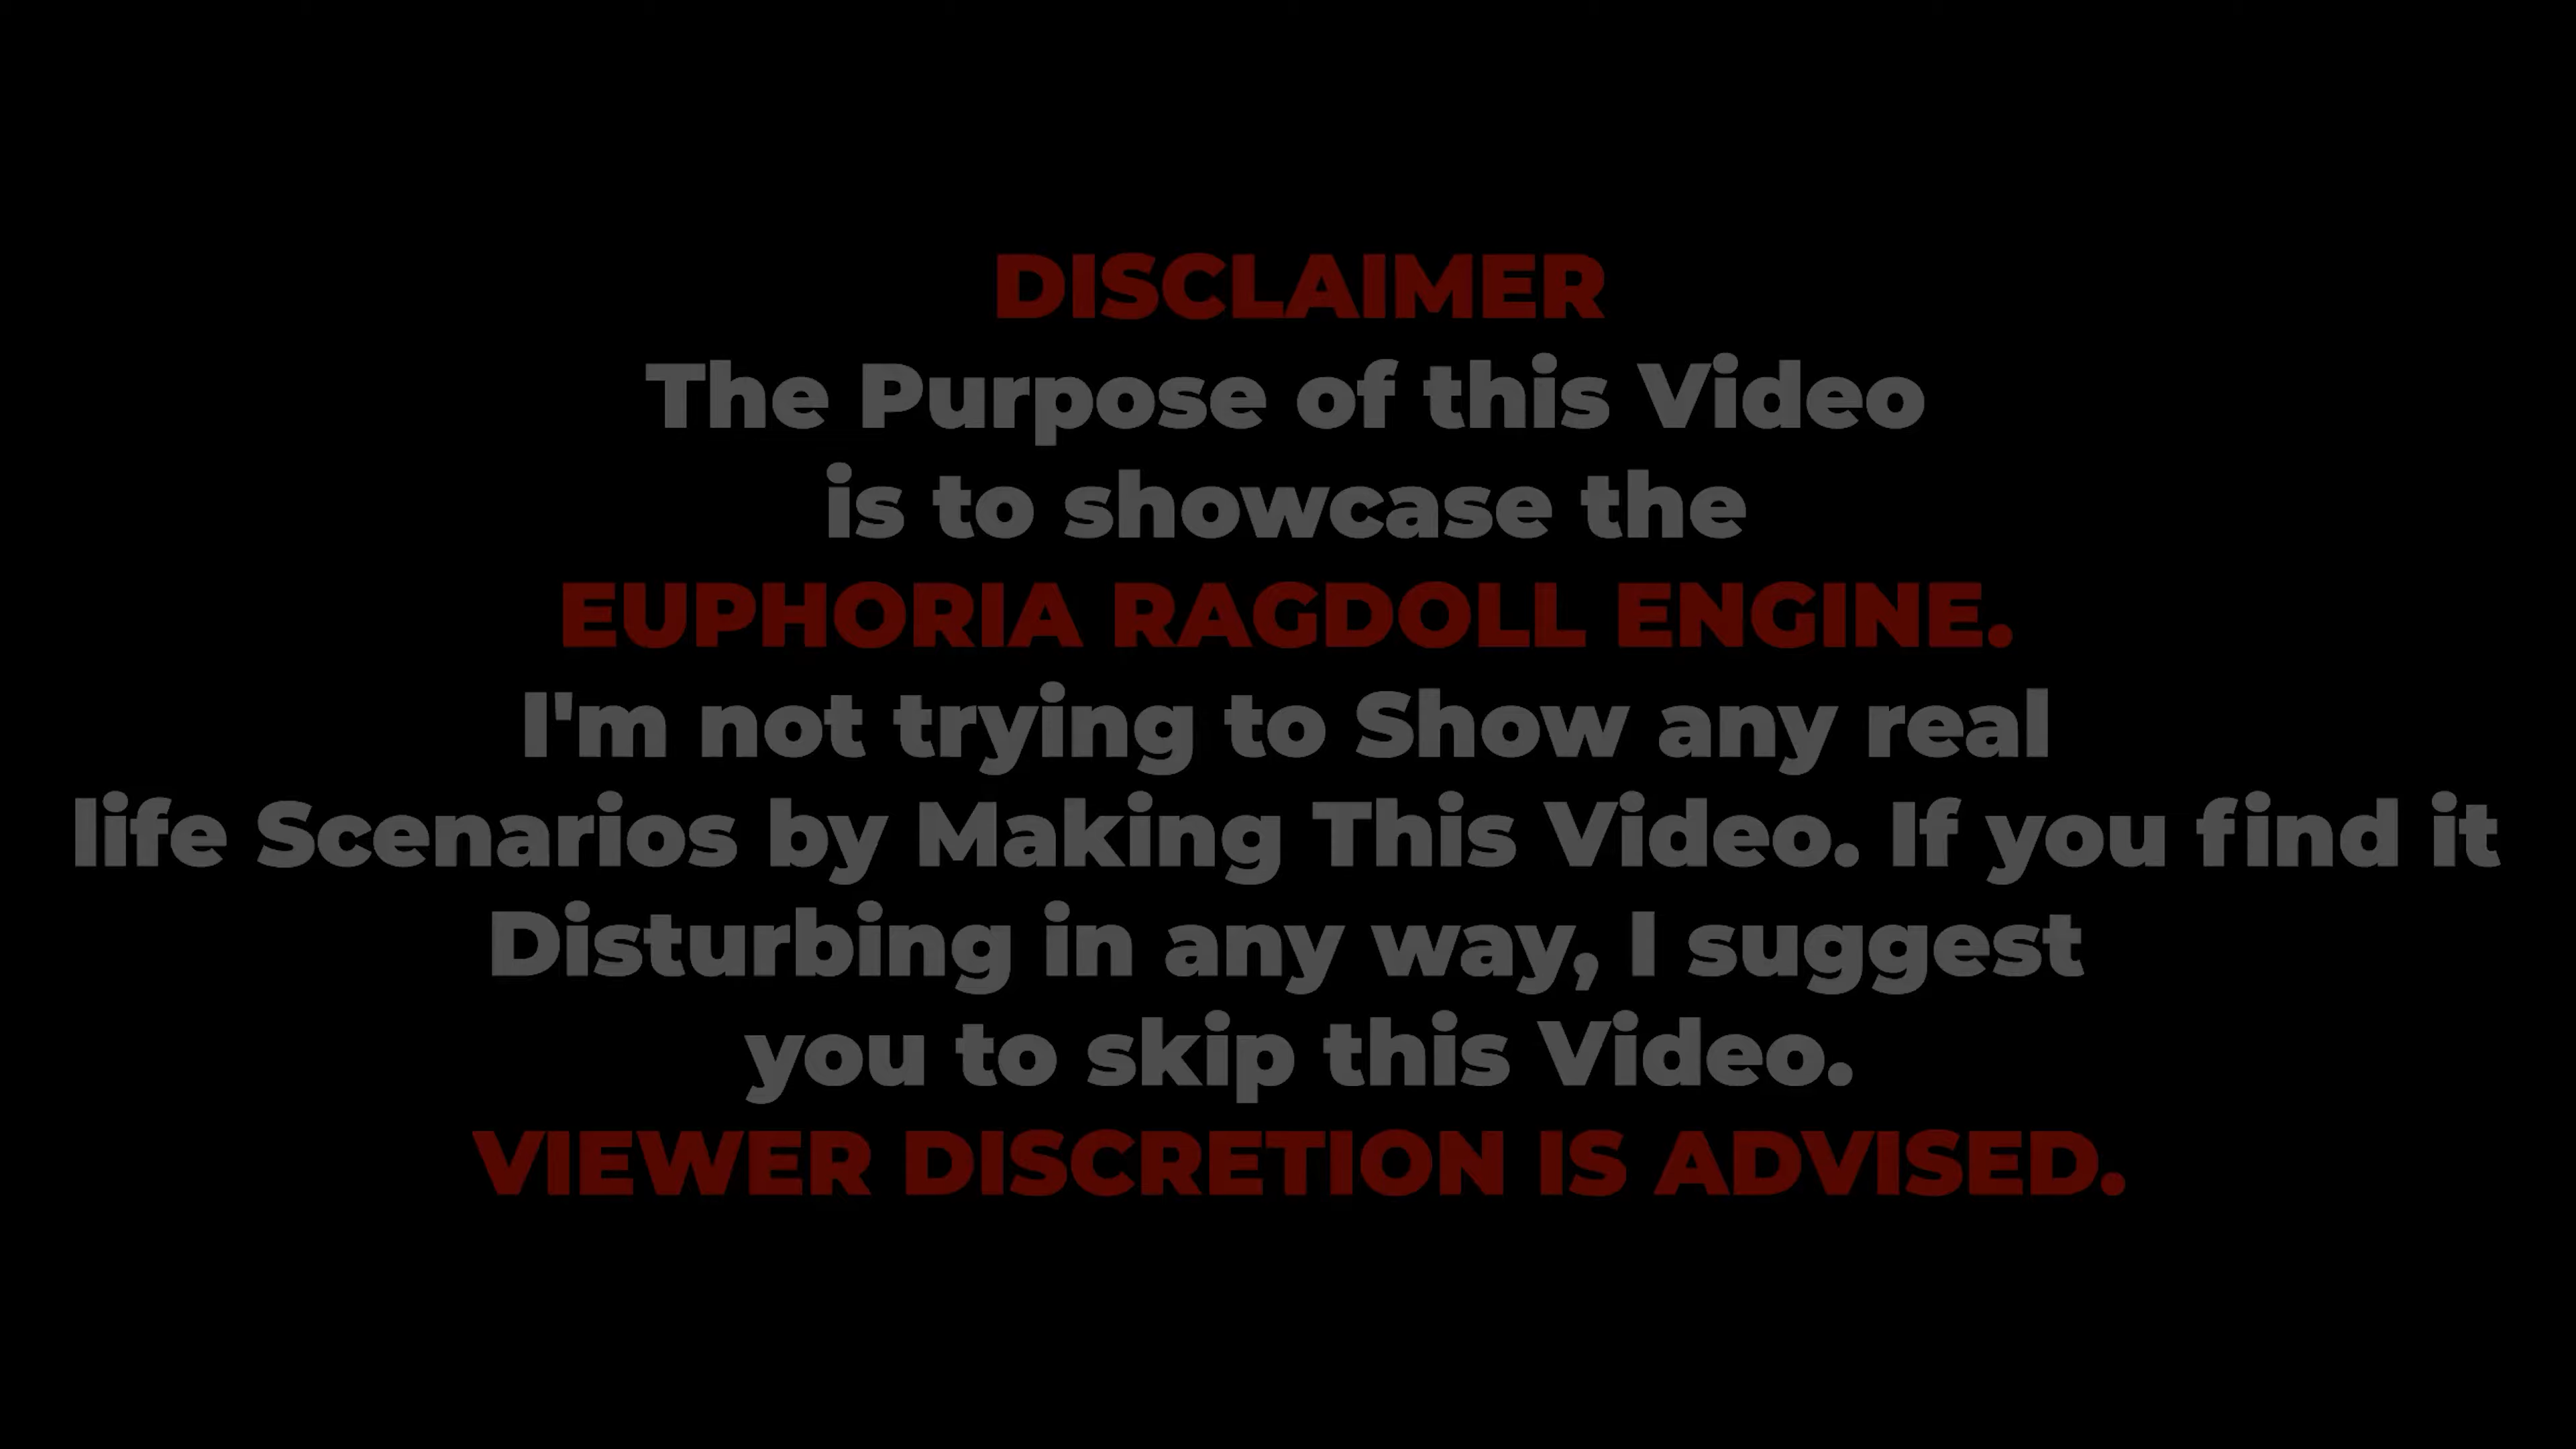 DISCLAIMER
The Purpose of this Video
is to showcase the
EUPHORIA RAGDOLL ENGINE.
I'm not trying to Show any real
life Scenarios by Making This Video. If you find it
Disturbing in any way, I suggest
you to skip this Video.
VIEWER DISCRETION IS ADVISED.